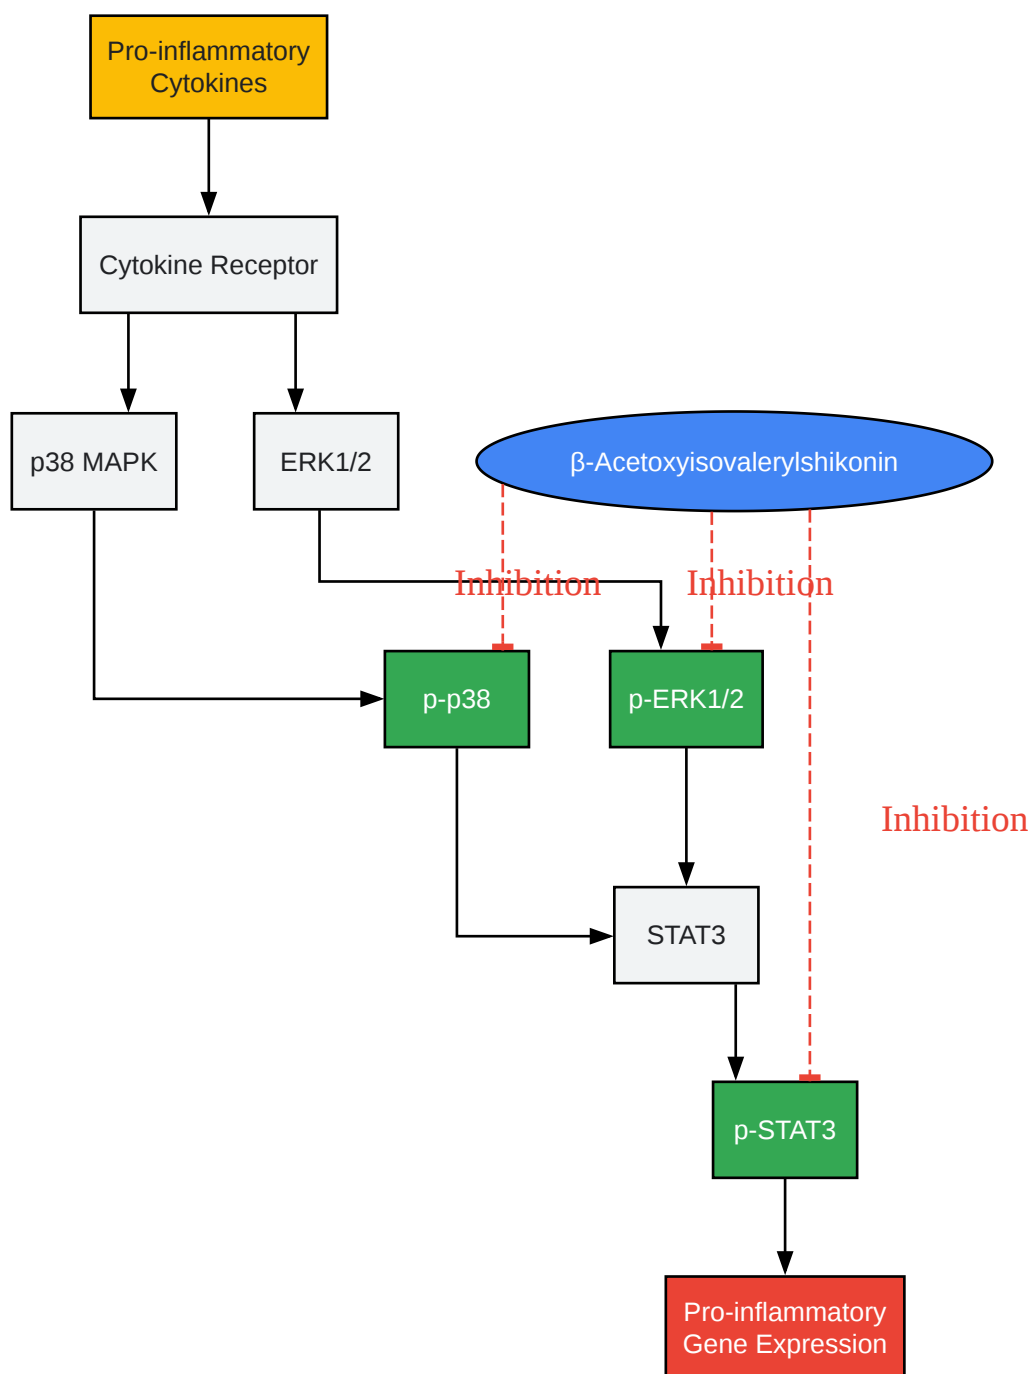 Pro-inflammatory
Cytokines
Cytokine Receptor
p38 MAPK
ERK1/2
β-Acetoxyisovalerylshikonin
Inhibition
Inhibition
p-p38
p-ERK1/2
Inhibition
STAT3
p-STAT3
Pro-inflammatory
Gene Expression